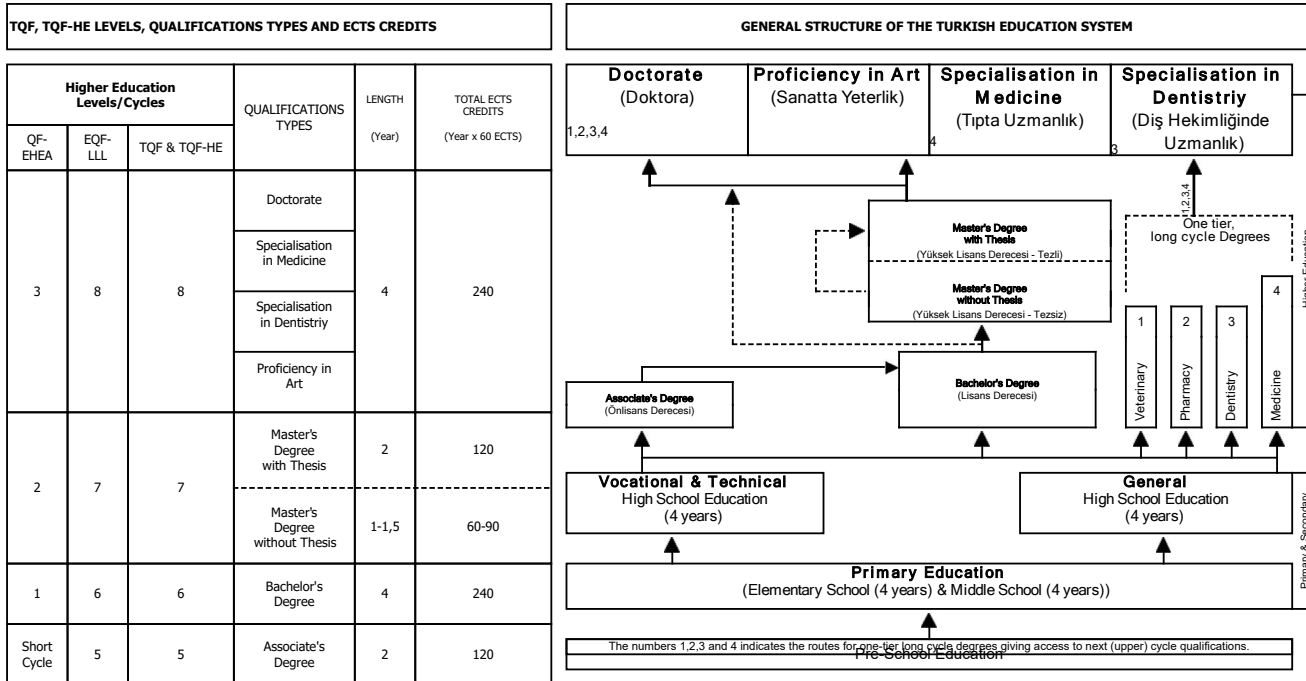 TQF, TQF-HE LEVELS, QUALIFICATIONS TYPES AND ECTS CREDITS
Higher Education
Levels/Cycles
QUALIFICATIONS
TYPES
LENGTH
(Year)
TOTAL ECTS
CREDITS
(Year x 60 ECTS)
QF-
EHEA
EQF-
LLL
TQF & TQF-HE
3
8
8
Doctorate
Specialisation
in Medicine
Specialisation
in Dentistriy
Proficiency in
Art
4
240
2
7
7
Master's
Degree
with Thesis
2
120
Master's
Degree
without Thesis
1-1,5
60-90
1
6
6
Bachelor's
Degree
4
240
Short
Cycle
5
5
Associate's
Degree
2
120
GENERAL STRUCTURE OF THE TURKISH EDUCATION SYSTEM
Doctorate
(Doktora)
1,2,3,4
Proficiency in Art
(Sanatta Yeterlik)
Specialisation in
Medicine
(Tıpta Uzmanlık)
4
Specialisation in
Dentistriy
(Diş Hekimliğinde
Uzmanlık)
3
1,2,3,4
One tier,
long cycle Degrees
Master's Degree
with Thesis
(Yüksek Lisans Derecesi - Tezli)
Master's Degree
without Thesis
(Yüksek Lisans Derecesi - Tezsiz)
Associate's Degree
(Önlisans Derecesi)
Bachelor's Degree
(Lisans Derecesi)
1
Veterinary
2
Pharmacy
3
Dentistry
4
Medicine
Higher Education
Vocational & Technical
High School Education
(4 years)
General
High School Education
(4 years)
Primary & Secondary
Primary Education
(Elementary School (4 years) & Middle School (4 years))
The numbers 1,2,3 and 4 indicates the routes for one-tier long cycle degrees giving access to next (upper) cycle qualifications.
Pre-School Education